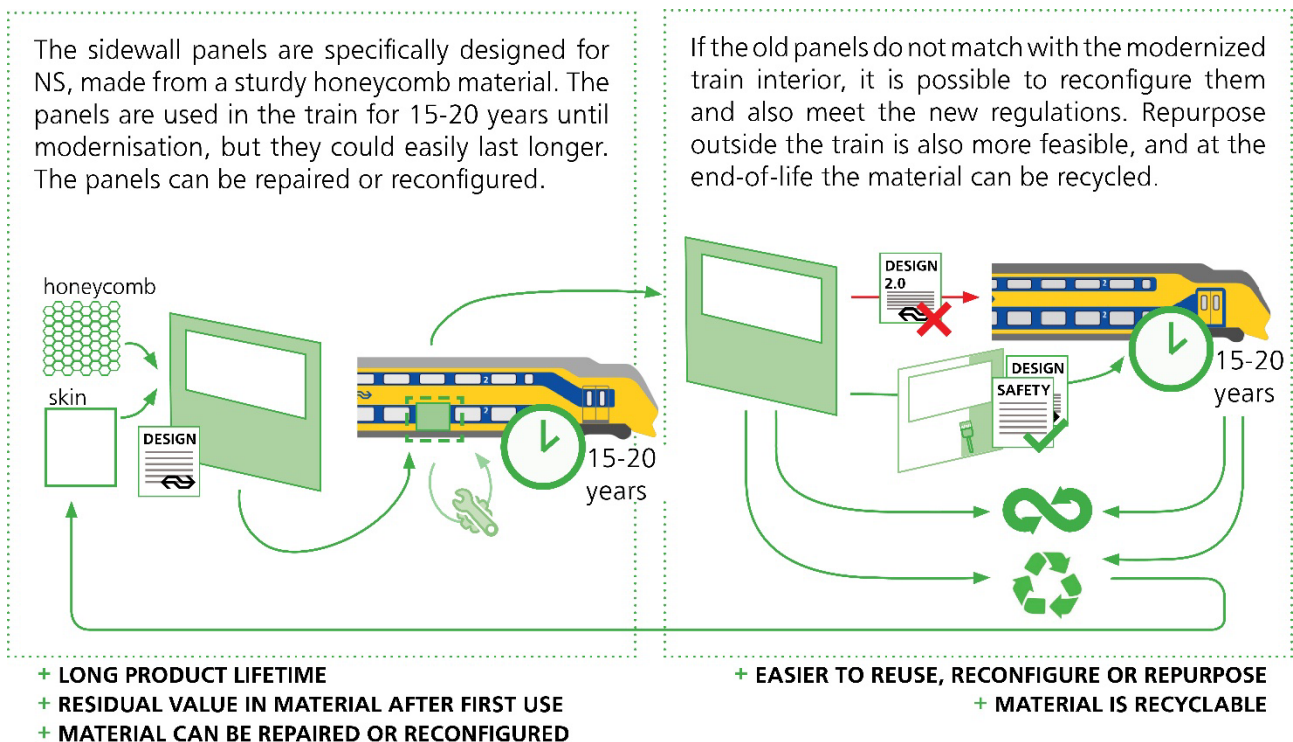 The sidewall panels are specifically designed for
NS, made from a sturdy honeycomb material. The
panels are used in the train for 15-20 years until
modernisation, but they could easily last longer.
The panels can be repaired or reconfigured.
honeycomb
skin
DESIGN
2
2
15-20
years
If the old panels do not match with the modernized
train interior, it is possible to reconfigure them
and also meet the new regulations. Repurpose
outside the train is also more feasible, and at the
end-of-life the material can be recycled.
DESIGN
2.0
2
2
DESIGN
SAFETY
15-20
years
+ LONG PRODUCT LIFETIME
+ RESIDUAL VALUE IN MATERIAL AFTER FIRST USE
+ MATERIAL CAN BE REPAIRED OR RECONFIGURED
+ EASIER TO REUSE, RECONFIGURE OR REPURPOSE
+ MATERIAL IS RECYCLABLE